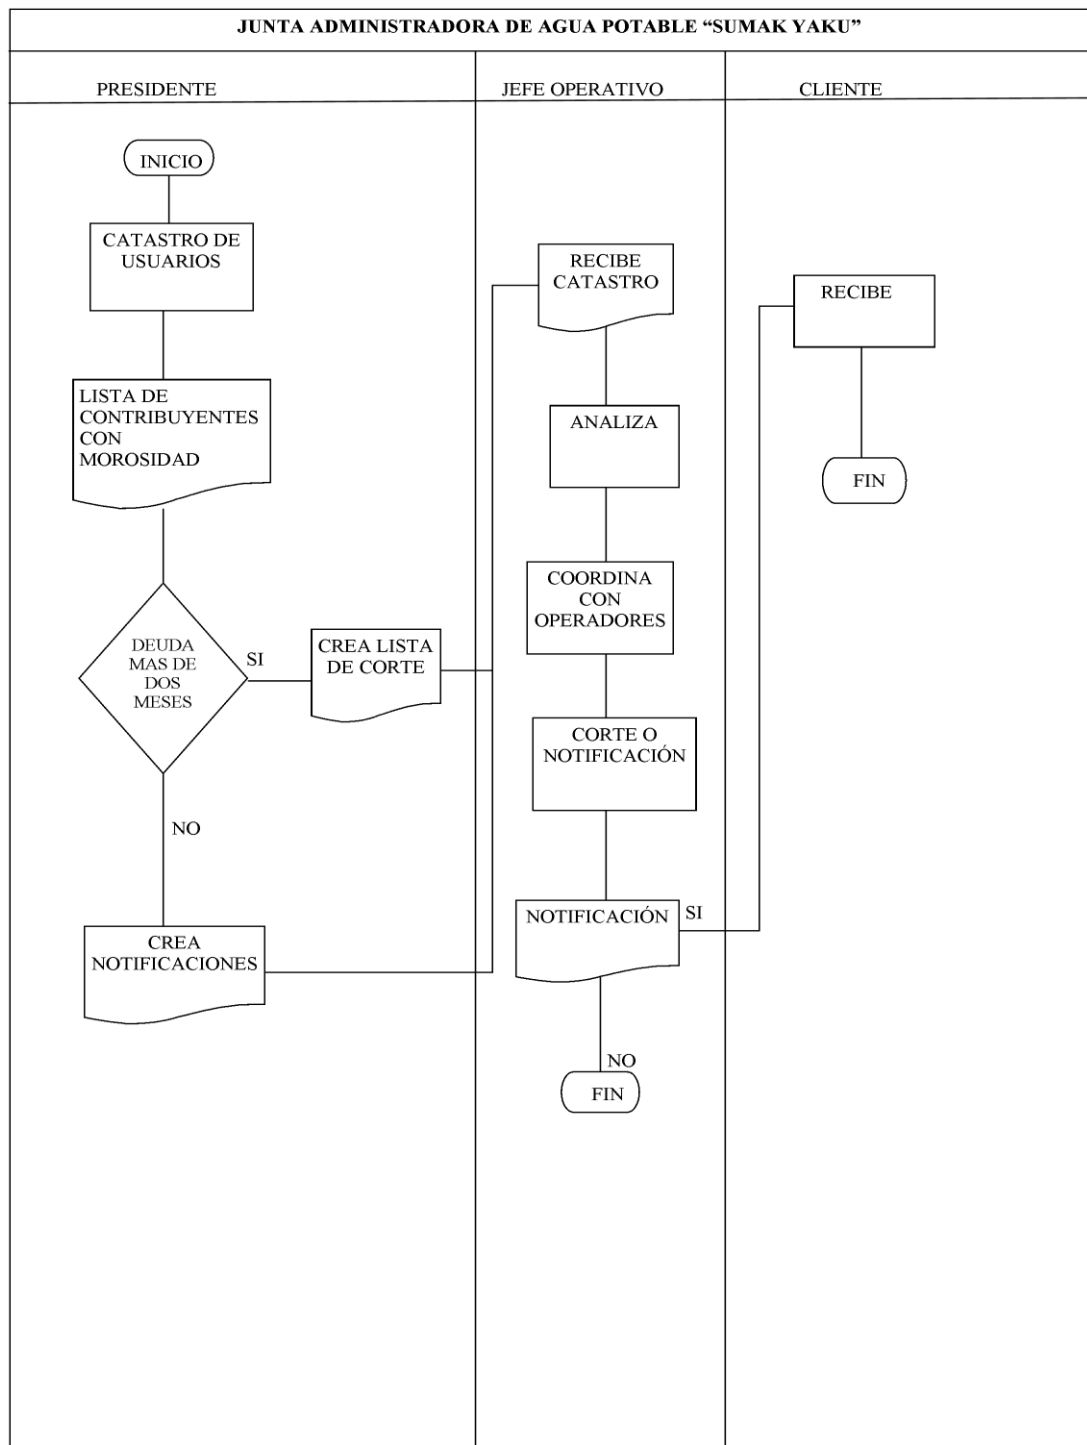 JUNTA ADMINISTRADORA DE AGUA POTABLE “SUMAK YAKU”
PRESIDENTE
JEFE OPERATIVO
CLIENTE
INICIO
CATASTRO DE
USUARIOS
LISTA DE
CONTRIBUYENTES
CON
MOROSIDAD
DEUDA
MAS DE
DOS
MESES
SI
CREA LISTA
DE CORTE
NO
CREA
NOTIFICACIONES
RECIBE
CATASTRO
ANALIZA
COORDINA
CON
OPERADORES
CORTE O
NOTIFICACIÓN
NOTIFICACIÓN
SI
NO
FIN
RECIBE
FIN